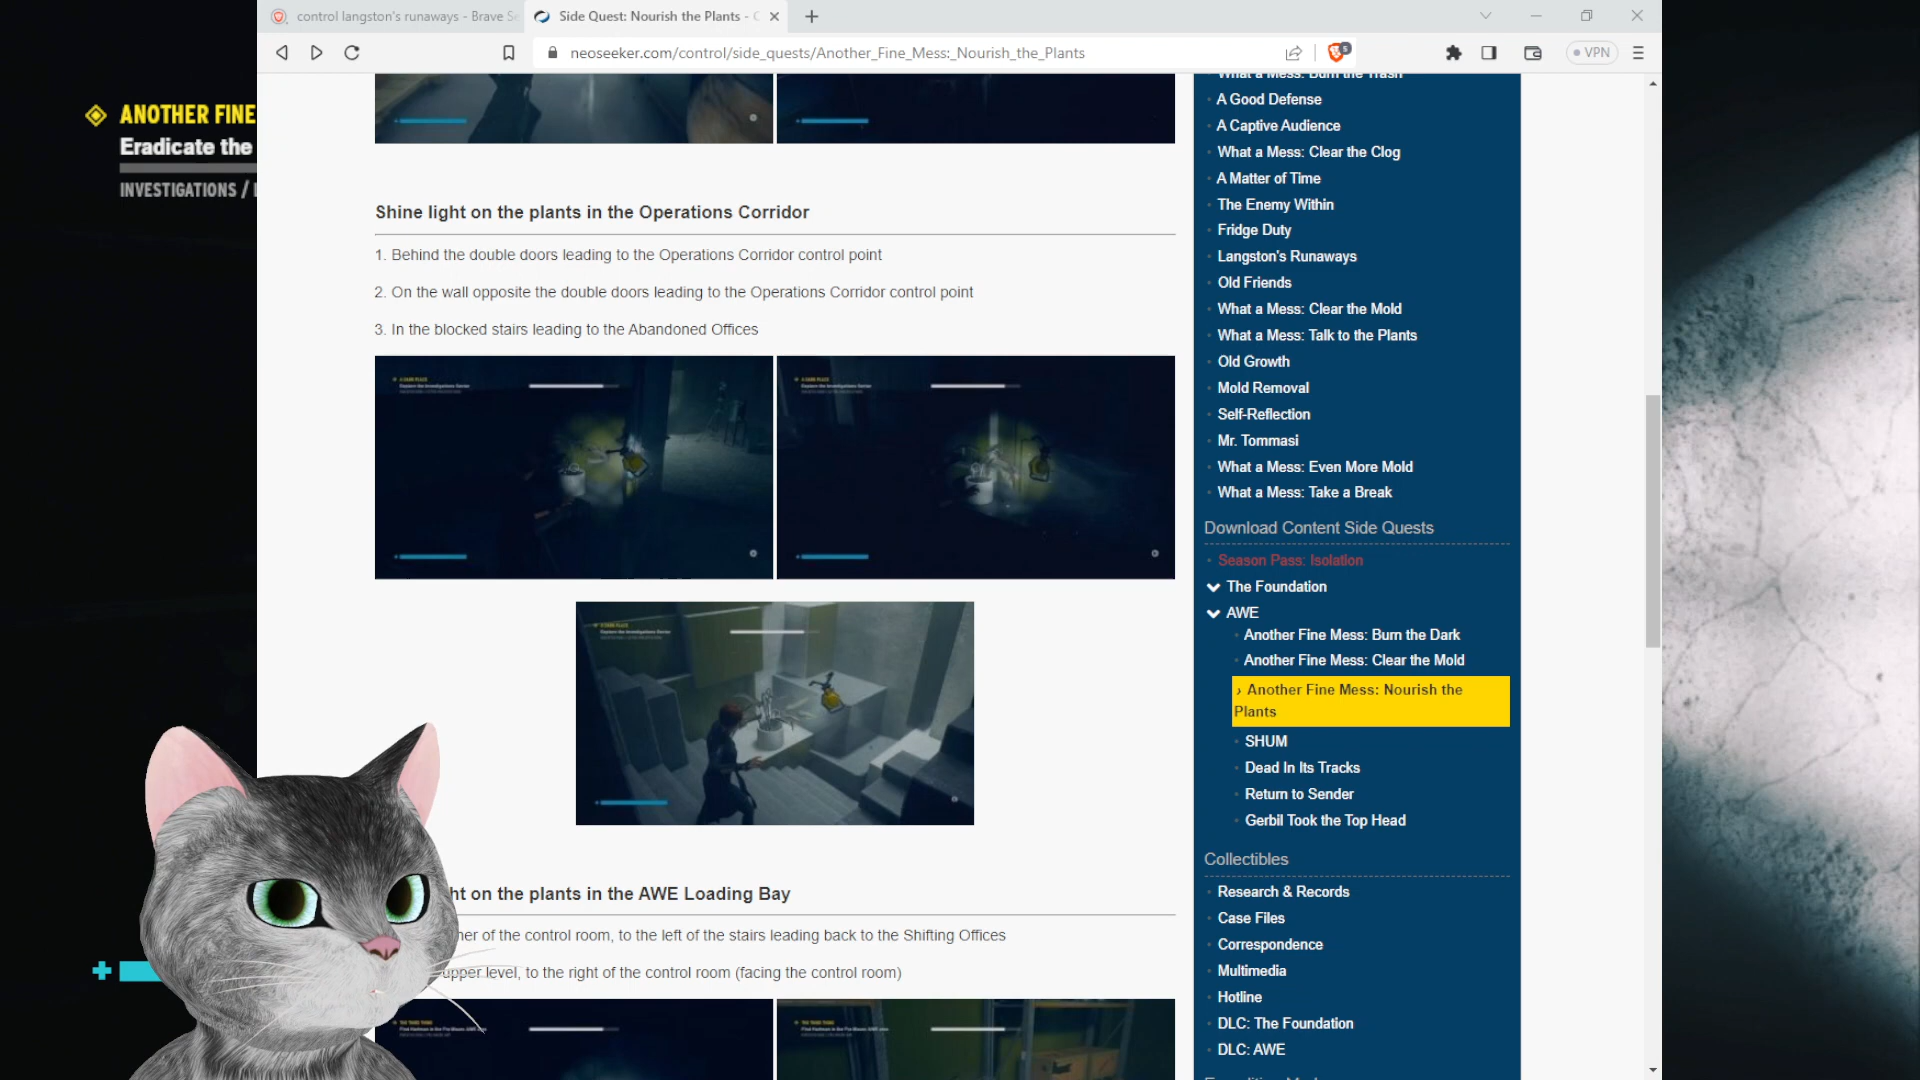 control langston's runaways - Brave Se
Side Quest: Nourish the Plants -
neoseeker.com/control/side_quests/Another_Fine_Mess:_Nourish_the_Plants
5
VPN
ANOTHER FINE
Eradicate the
INVESTIGATIONS /
Shine light on the plants in the Operations Corridor
1. Behind the double doors leading to the Operations Corridor control point
2. On the wall opposite the double doors leading to the Operations Corridor control point
3. In the blocked stairs leading to the Abandoned Offices
ht on the plants in the AWE Loading Bay
ner of the control room, to the left of the stairs leading back to the Shifting Offices
upper level, to the right of the control room (facing the control room)
What a Mess: Burn the Trash
A Good Defense
A Captive Audience
What a Mess: Clear the Clog
A Matter of Time
The Enemy Within
Fridge Duty
Langston's Runaways
Old Friends
What a Mess: Clear the Mold
What a Mess: Talk to the Plants
Old Growth
Mold Removal
Self-Reflection
Mr. Tommasi
What a Mess: Even More Mold
What a Mess: Take a Break
Download Content Side Quests
Season Pass: Isolation
The Foundation
AWE
Another Fine Mess: Burn the Dark
Another Fine Mess: Clear the Mold
› Another Fine Mess: Nourish the
Plants
SHUM
Dead In Its Tracks
Return to Sender
Gerbil Took the Top Head
Collectibles
Research & Records
Case Files
Correspondence
Multimedia
Hotline
DLC: The Foundation
DLC: AWE